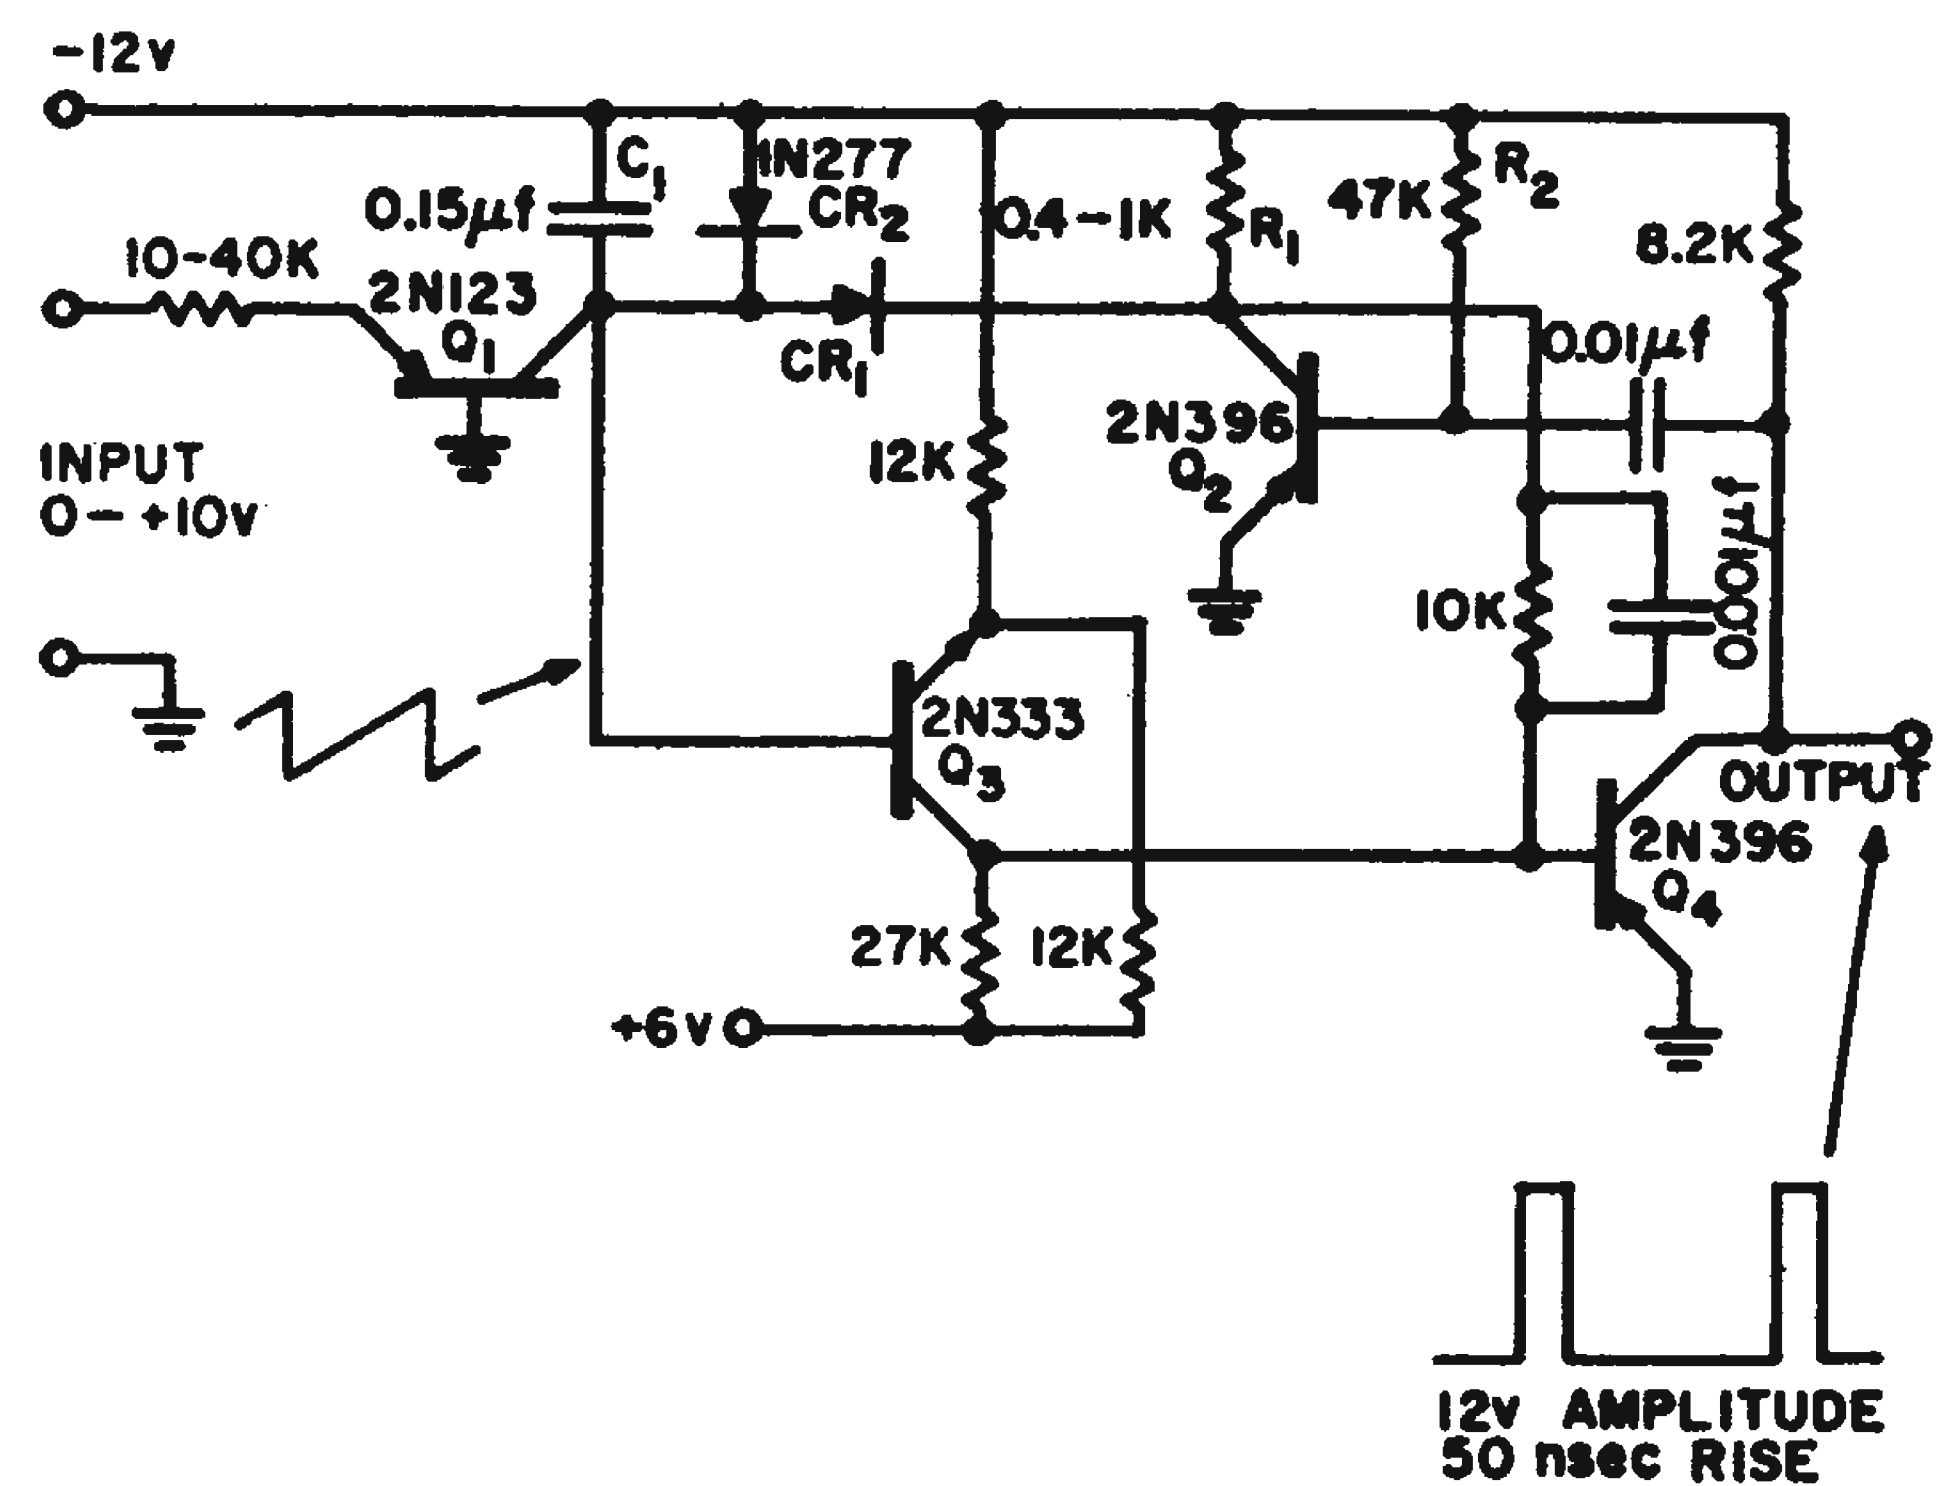 -12v
C1
1N277
CR2
0.15µf
0.4-1K
R1
47K
R2
8.2K
10-40K
2N123
Q1
CR1
0.01µf
INPUT
0-+10v
12K
2N396
Q2
10K
0.001µf
2N333
Q3
OUTPUT
2N396
Q4
27K
12K
+6v
12v AMPLITUDE
50 nsec RISE